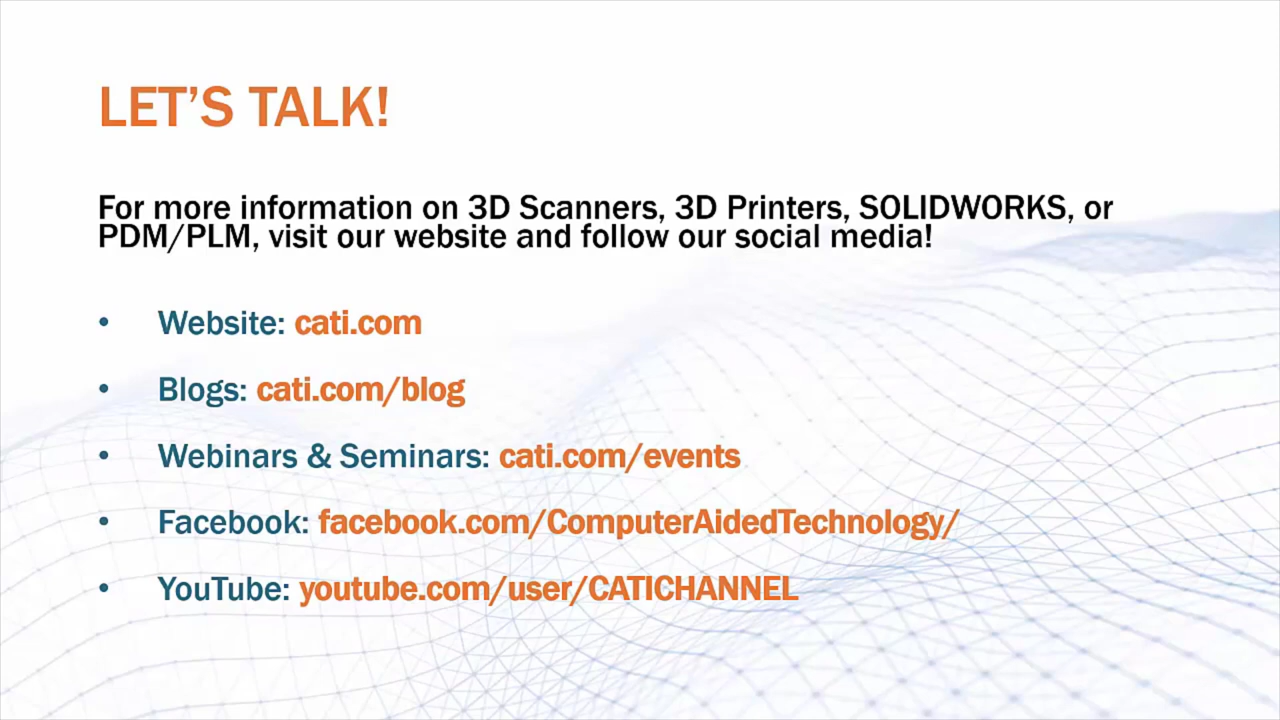 LET’S TALK!
For more information on 3D Scanners, 3D Printers, SOLIDWORKS, or
PDM/PLM, visit our website and follow our social media!
• Website: cati.com
• Blogs: cati.com/blog
• Webinars & Seminars: cati.com/events
• Facebook: facebook.com/ComputerAidedTechnology/
• YouTube: youtube.com/user/CATICHANNEL